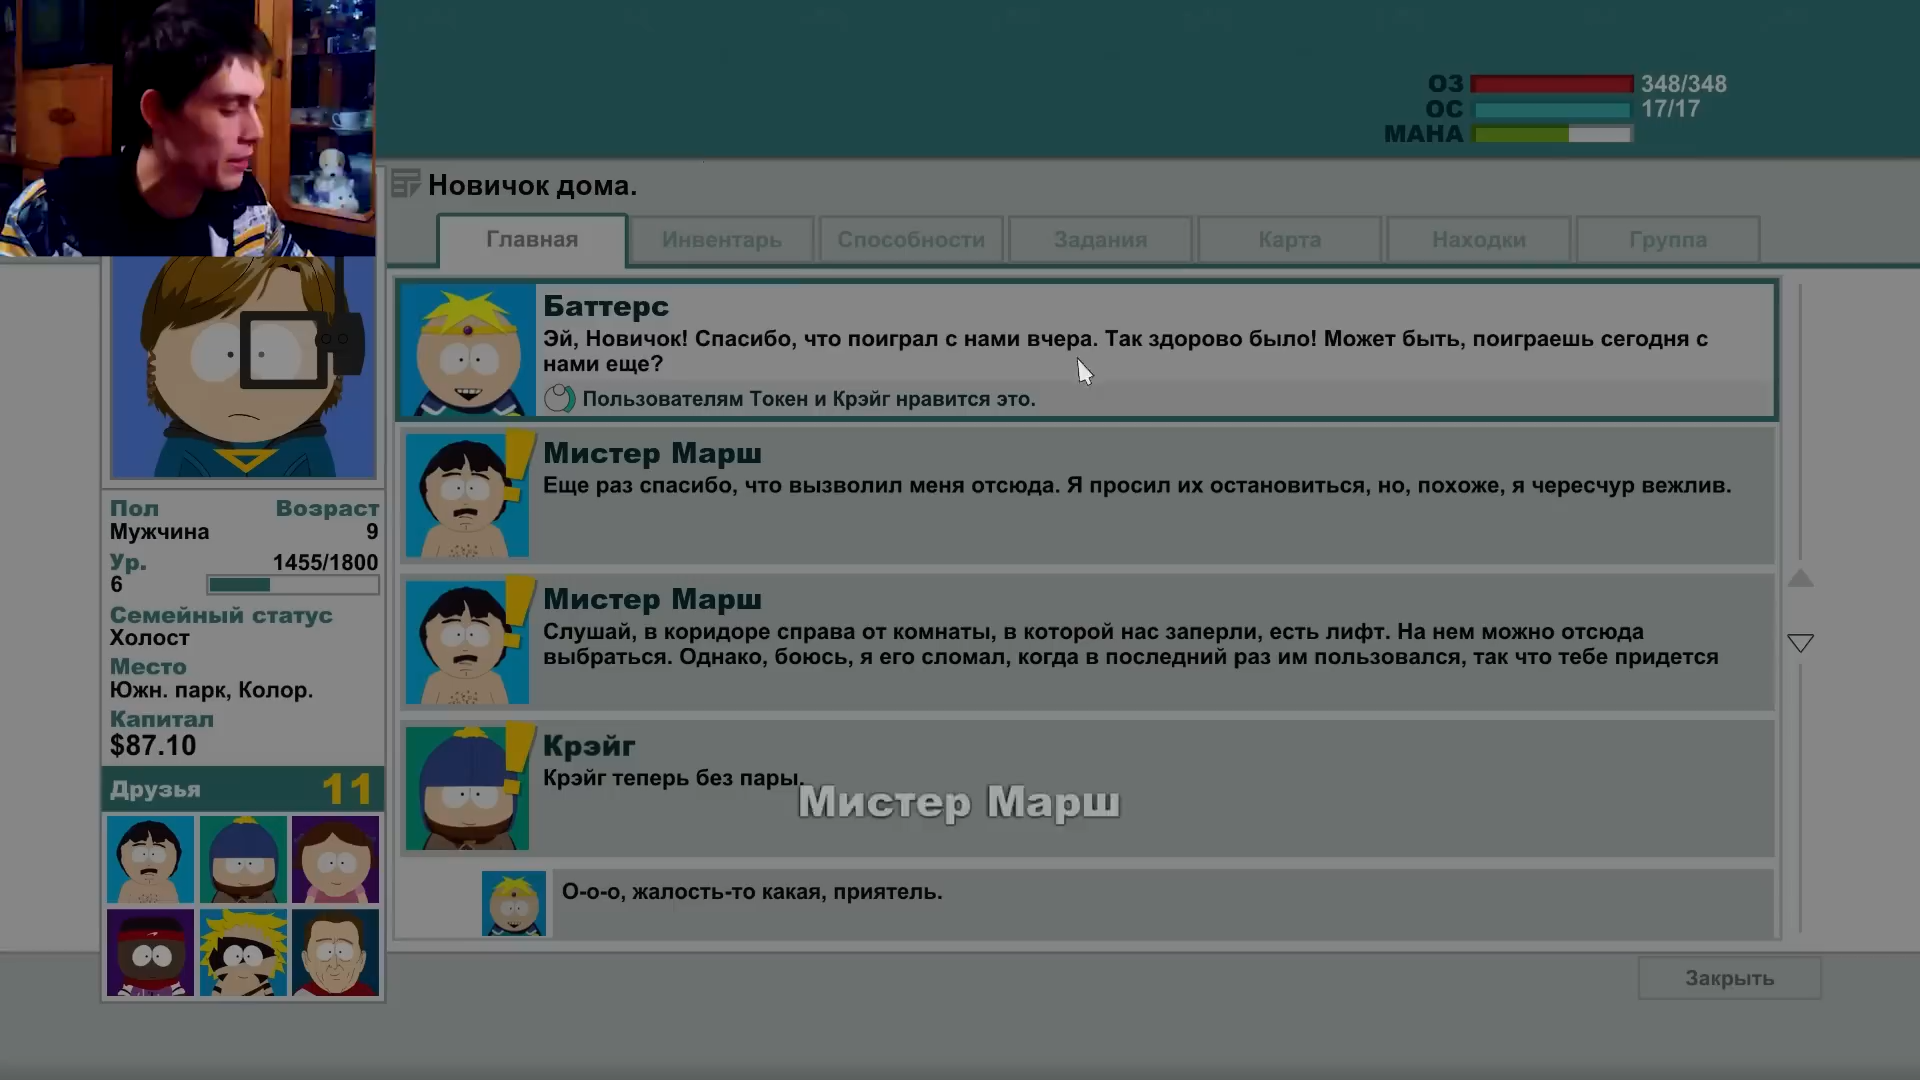 ОЗ 348/348
ОС 17/17
МАНА
Новичок дома.
Главная Инвентарь Способности Задания Карта Находки Группа
Баттерс
Эй, Новичок! Спасибо, что поиграл с нами вчера. Так здорово было! Может быть, поиграешь сегодня с
нами еще?
Пользователям Токен и Крэйг нравится это.
Мистер Марш
Еще раз спасибо, что вызволил меня отсюда. Я просил их остановиться, но, похоже, я чересчур вежлив.
Мистер Марш
Слушай, в коридоре справа от комнаты, в которой нас заперли, есть лифт. На нем можно отсюда
выбраться. Однако, боюсь, я его сломал, когда в последний раз им пользовался, так что тебе придется
Крэйг
Крэйг теперь без пары.
Мистер Марш
О-о-о, жалость-то какая, приятель.
Пол Возраст
Мужчина 9
Ур. 1455/1800
6
Семейный статус
Холост
Место
Южн. парк, Колор.
Капитал
$87.10
Друзья 11
Закрыть